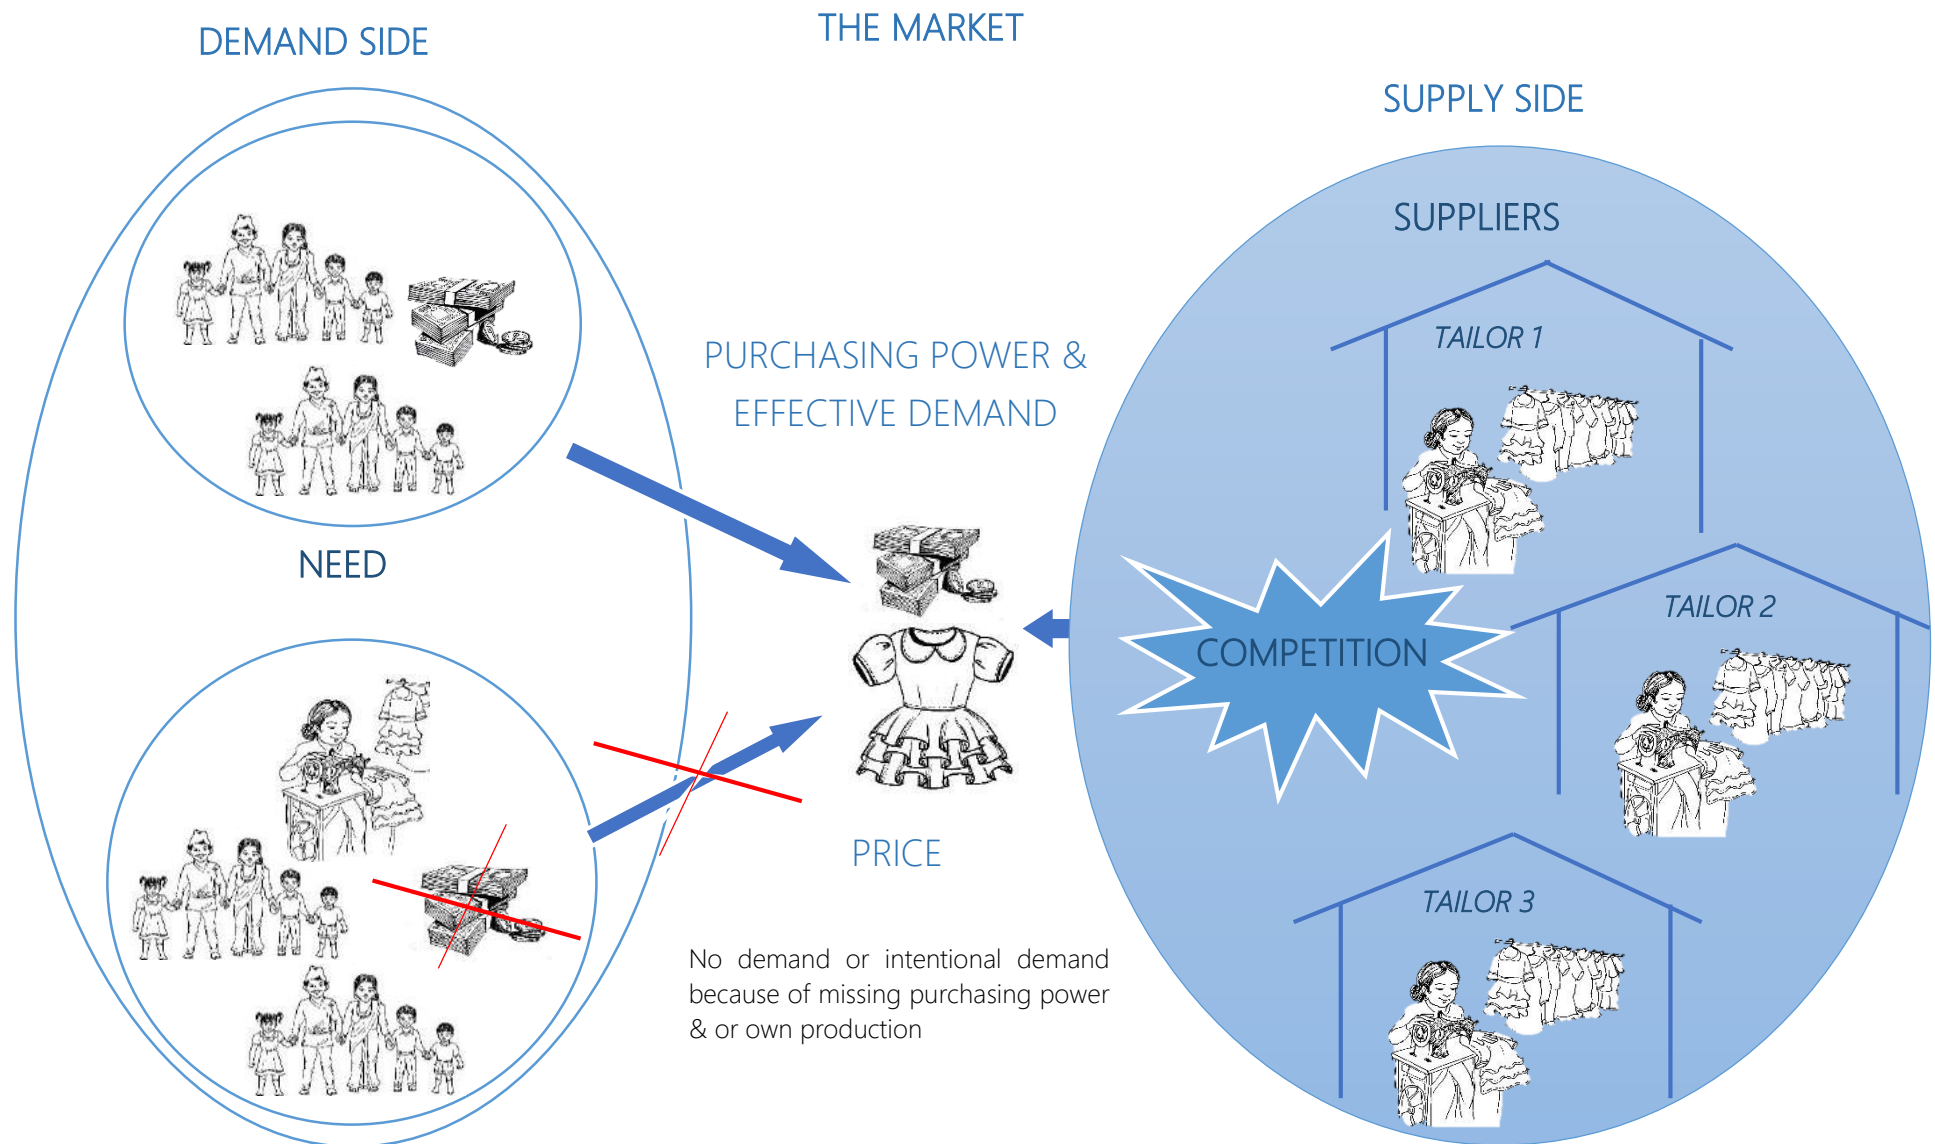 THE MARKET
DEMAND SIDE
SUPPLY SIDE
SUPPLIERS
TAILOR 1
PURCHASING POWER &
EFFECTIVE DEMAND
NEED
COMPETITION
TAILOR 2
PRICE
TAILOR 3
No demand or intentional demand
because of missing purchasing power
& or own production